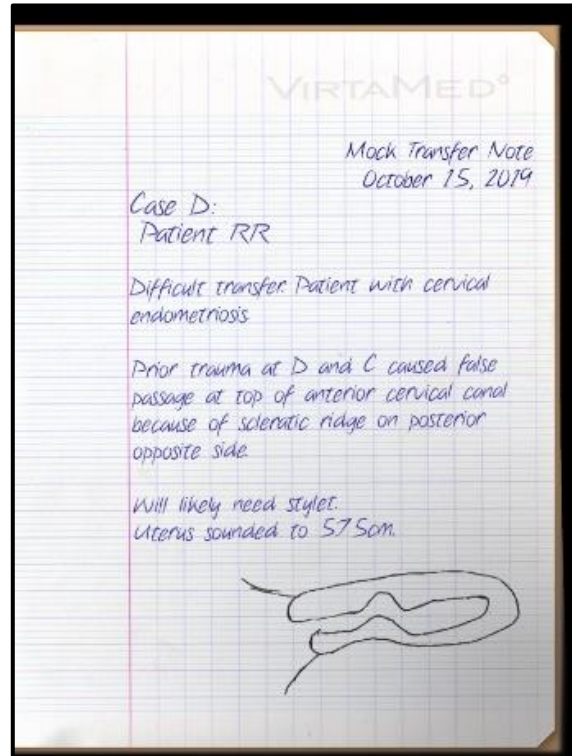 VIRTAMED°
Mock Transfer Note
October 15, 2019
Case D:
Patient RR
Difficult transfer. Patient with cervical
endometriosis
Prior trauma at D and C caused false
passage at top of anterior cervical canal
because of scleratic ridge on posterior
opposite side.
Will likely need stylet.
Uterus sounded to 575cm.